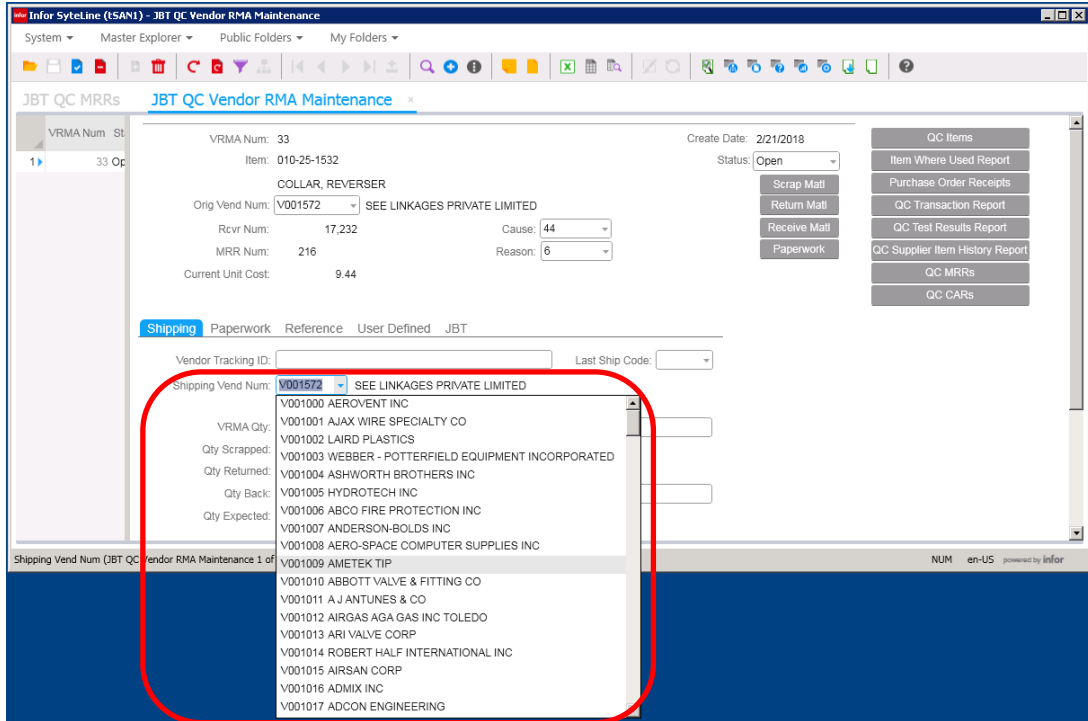 infor Infor SyteLine (tSAN1) - JBT QC Vendor RMA Maintenance
System Master Explorer Public Folders My Folders
JBT QC MRRs JBT QC Vendor RMA Maintenance ×
VRMA Num St
1 33 Op
VRMA Num: 33 Create Date: 2/21/2018
Item: 010-25-1532 Status: Open
COLLAR, REVERSER
Orig Vend Num: V001572 SEE LINKAGES PRIVATE LIMITED
Rcvr Num: 17,232 Cause: 44
MRR Num: 216 Reason: 6
Current Unit Cost: 9.44
Scrap Matl
Return Matl
Receive Matl
Paperwork
QC Items
Item Where Used Report
Purchase Order Receipts
QC Transaction Report
QC Test Results Report
QC Supplier Item History Report
QC MRRs
QC CARs
Shipping Paperwork Reference User Defined JBT
Vendor Tracking ID: Last Ship Code:
Shipping Vend Num: V001572 SEE LINKAGES PRIVATE LIMITED
VRMA Qty:
Qty Scrapped:
Qty Returned:
Qty Back:
Qty Expected:
V001000 AEROVENT INC
V001001 AJAX WIRE SPECIALTY CO
V001002 LAIRD PLASTICS
V001003 WEBBER - POTTERFIELD EQUIPMENT INCORPORATED
V001004 ASHWORTH BROTHERS INC
V001005 HYDROTECH INC
V001006 ABCO FIRE PROTECTION INC
V001007 ANDERSON-BOLDS INC
V001008 AERO-SPACE COMPUTER SUPPLIES INC
V001009 AMETEK TIP
V001010 ABBOTT VALVE & FITTING CO
V001011 A J ANTUNES & CO
V001012 AIRGAS AGA GAS INC TOLEDO
V001013 ARI VALVE CORP
V001014 ROBERT HALF INTERNATIONAL INC
V001015 AIRSAN CORP
V001016 ADMIX INC
V001017 ADCON ENGINEERING
Shipping Vend Num (JBT QC Vendor RMA Maintenance 1 of NUM en-US powered by infor